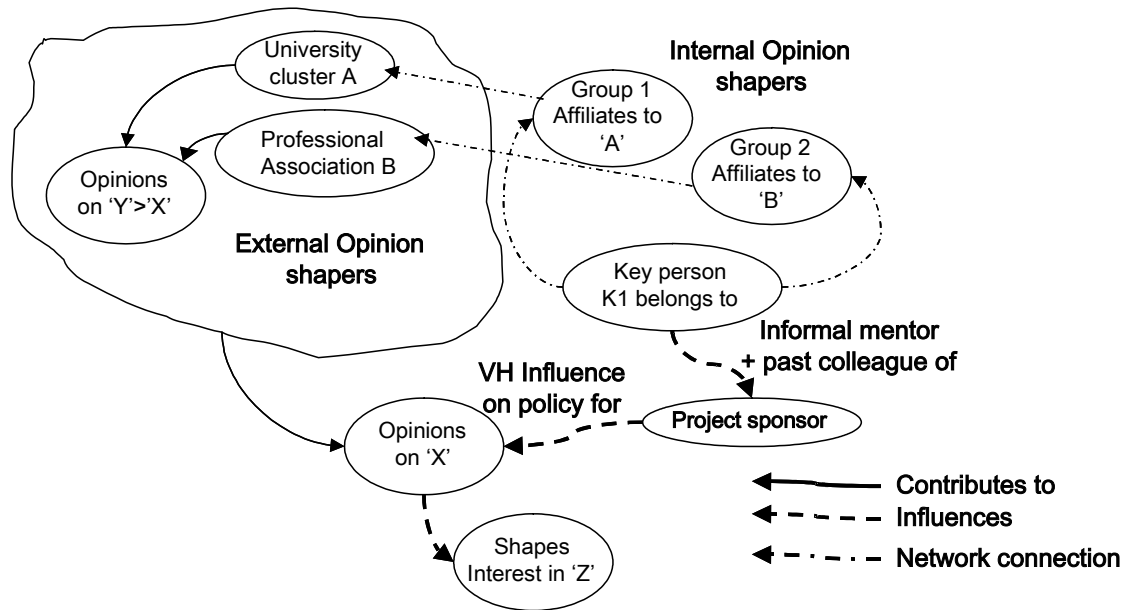 University
cluster A
Professional
Association B
Opinions
on ‘Y’>’X’
External Opinion
shapers
Internal Opinion
shapers
Group 1
Affiliates to
‘A’
Group 2
Affiliates to
‘B’
Key person
K1 belongs to
Informal mentor
+ past colleague of
VH Influence
on policy for
Project sponsor
Opinions
on ‘X’
Shapes
Interest in ‘Z’
Contributes to
Influences
Network connection